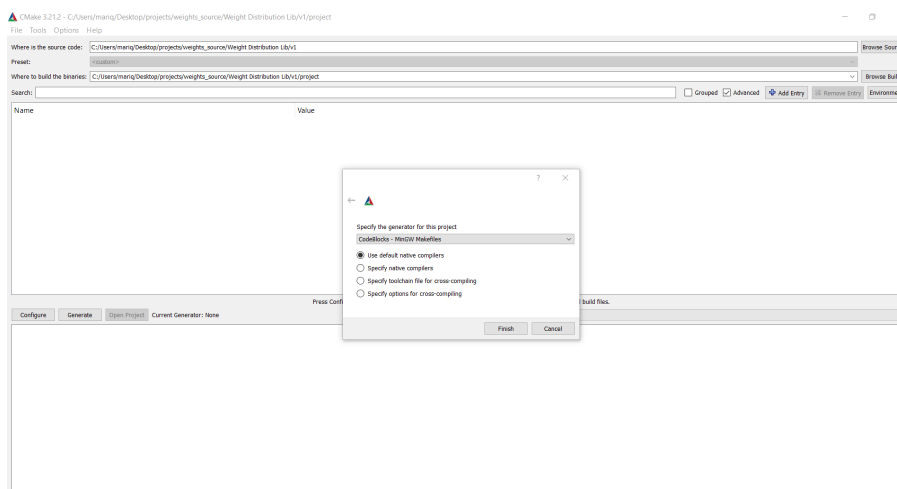 CMake 3.21.2 - C:/Users/mariq/Desktop/projects/weights_source/Weight Distribution Lib/v1/project
File Tools Options Help
Where is the source code: C:/Users/mariq/Desktop/projects/weights_source/Weight Distribution Lib/v1 Browse Sour
Preset: <custom>
Where to build the binaries: C:/Users/mariq/Desktop/projects/weights_source/Weight Distribution Lib/v1/project Browse Buil
Search: Grouped Advanced Add Entry Remove Entry Environme
Name Value
?
Specify the generator for this project
CodeBlocks - MinGW Makefiles
Use default native compilers
Specify native compilers
Specify toolchain file for cross-compiling
Specify options for cross-compiling
Finish Cancel
Press Confi build files.
Configure Generate Open Project Current Generator: None